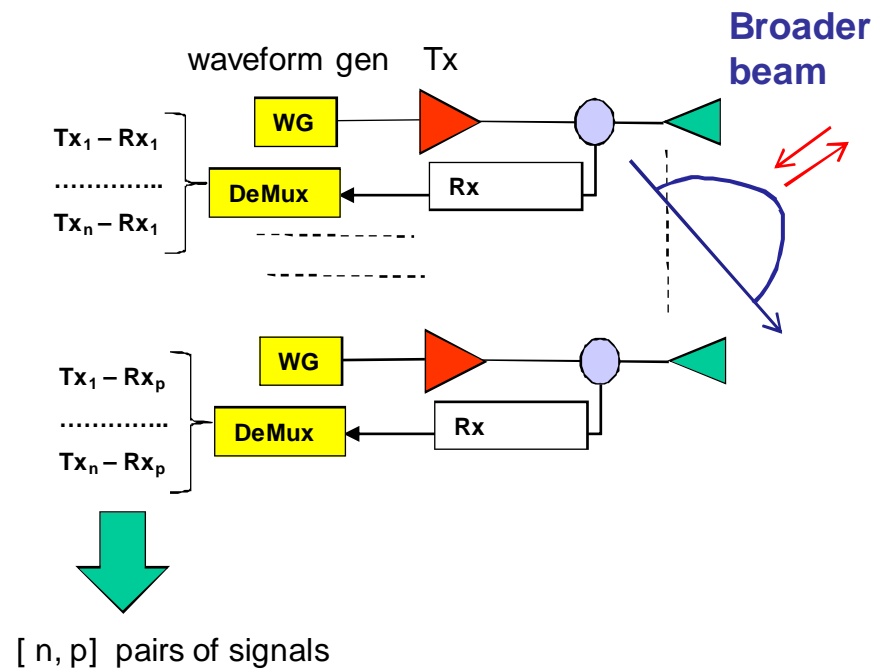 Broader
beam
waveform gen Tx
WG
Tx₁ – Rx₁
…………..
Txₙ – Rx₁
DeMux
Rx
WG
Tx₁ – Rxₚ
…………..
Txₙ – Rxₚ
DeMux
Rx
[ n, p] pairs of signals